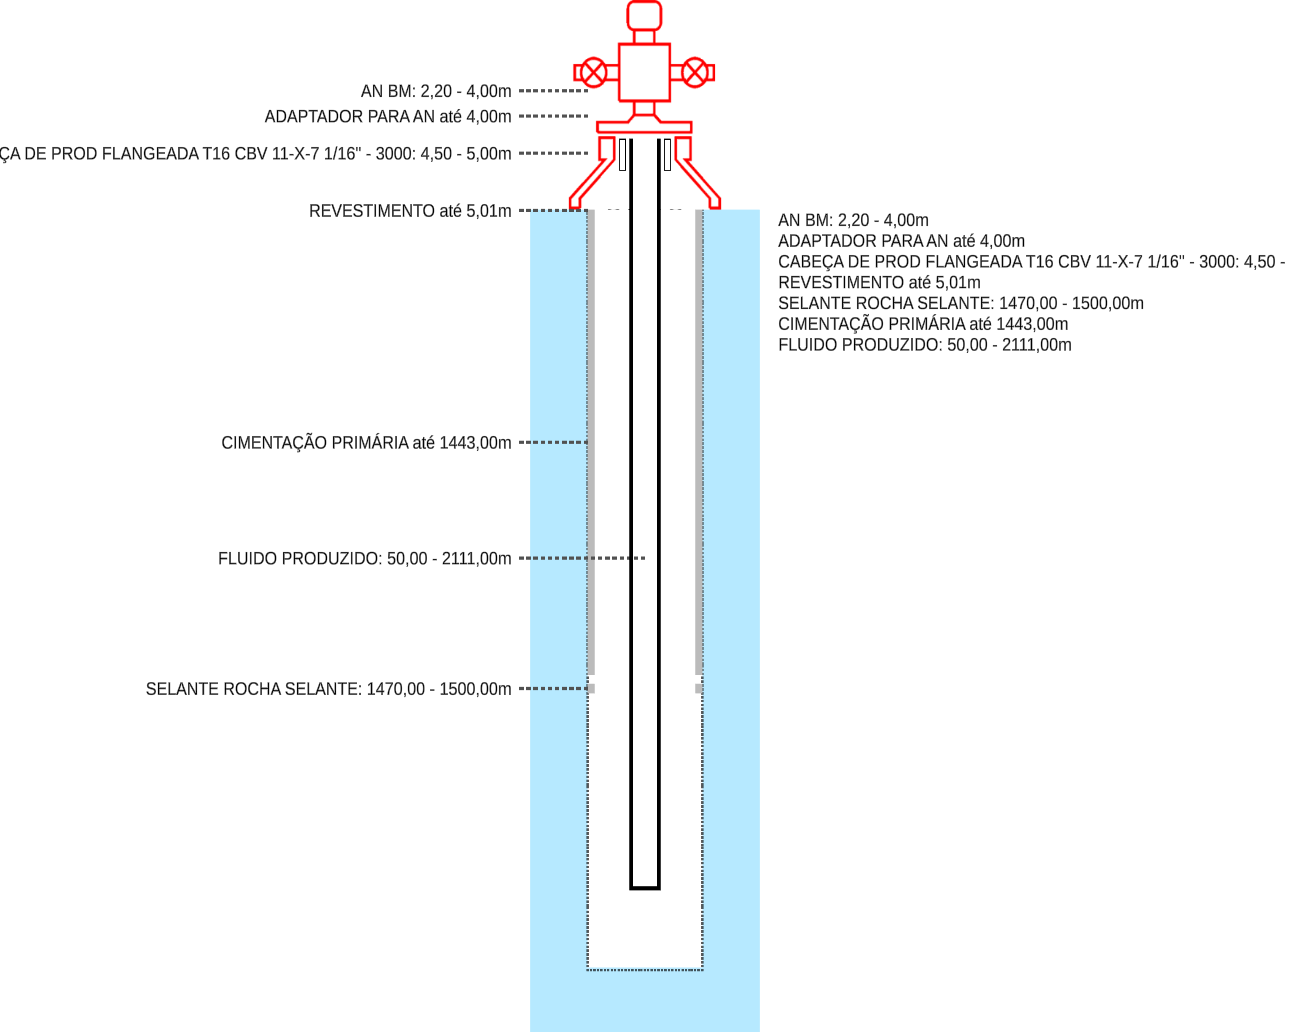 AN BM: 2,20 - 4,00m
ADAPTADOR PARA AN até 4,00m
ÇA DE PROD FLANGEADA T16 CBV 11-X-7 1/16" - 3000: 4,50 - 5,00m
REVESTIMENTO até 5,01m
CIMENTAÇÃO PRIMÁRIA até 1443,00m
FLUIDO PRODUZIDO: 50,00 - 2111,00m
SELANTE ROCHA SELANTE: 1470,00 - 1500,00m
AN BM: 2,20 - 4,00m
ADAPTADOR PARA AN até 4,00m
CABEÇA DE PROD FLANGEADA T16 CBV 11-X-7 1/16" - 3000: 4,50 -
REVESTIMENTO até 5,01m
SELANTE ROCHA SELANTE: 1470,00 - 1500,00m
CIMENTAÇÃO PRIMÁRIA até 1443,00m
FLUIDO PRODUZIDO: 50,00 - 2111,00m